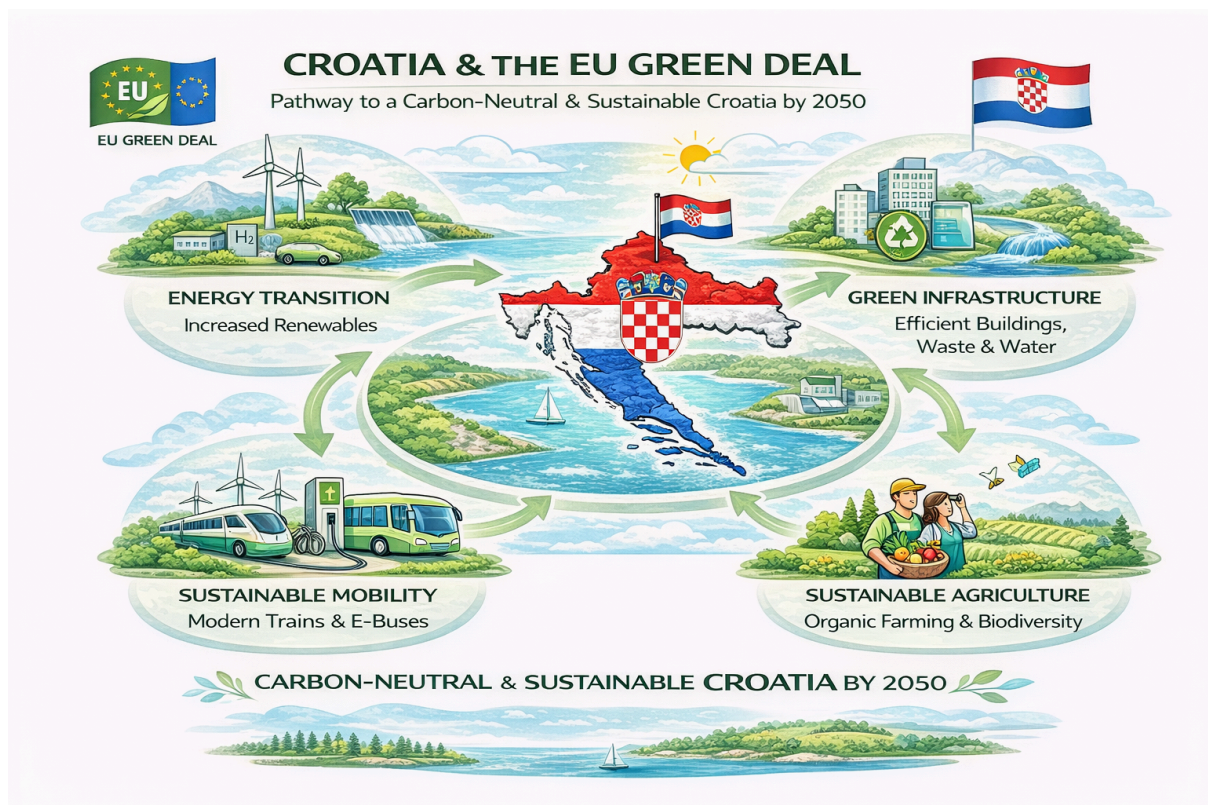 CROATIA & THE EU GREEN DEAL
Pathway to a Carbon-Neutral & Sustainable Croatia by 2050
EU
EU GREEN DEAL
H2
ENERGY TRANSITION
Increased Renewables
GREEN INFRASTRUCTURE
Efficient Buildings,
Waste & Water
SUSTAINABLE MOBILITY
Modern Trains & E-Buses
SUSTAINABLE AGRICULTURE
Organic Farming & Biodiversity
CARBON-NEUTRAL & SUSTAINABLE CROATIA BY 2050